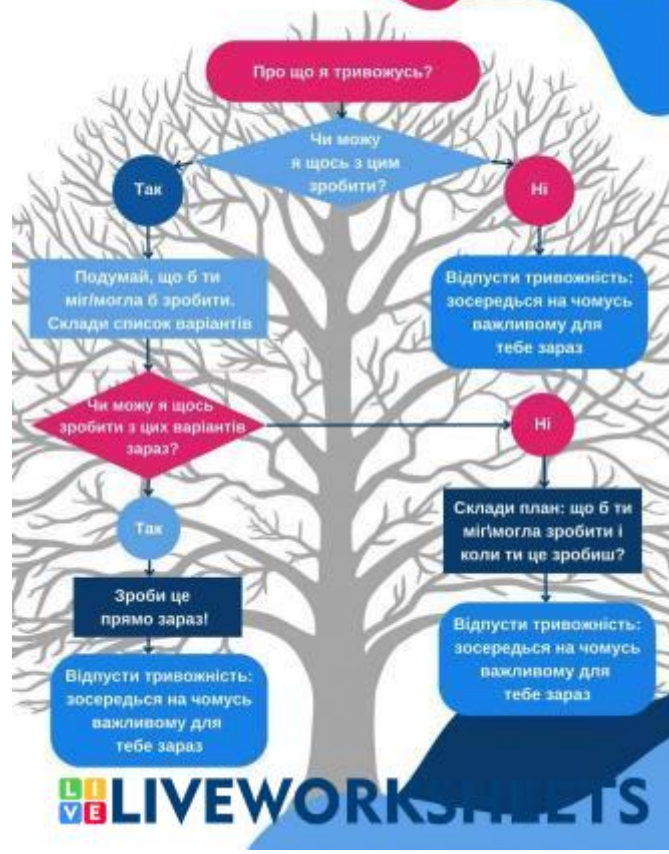 Про що я тривожусь?
Чи можу
я щось з цим
зробити?
Так
Ні
Подумай, що б ти
міг/могла б зробити.
Склади список варіантів
Відпусти тривожність:
зосередься на чомусь
важливому для
тебе зараз
Чи можу я щось
зробити з цих варіантів
зараз?
Ні
Так
Склади план: що б ти
міг\могла зробити і
коли ти це зробиш?
Зроби це
прямо зараз!
Відпусти тривожність:
зосередься на чомусь
важливому для
тебе зараз
Відпусти тривожність:
зосередься на чомусь
важливому для
тебе зараз
LIVE LIVEWORKSHEETS